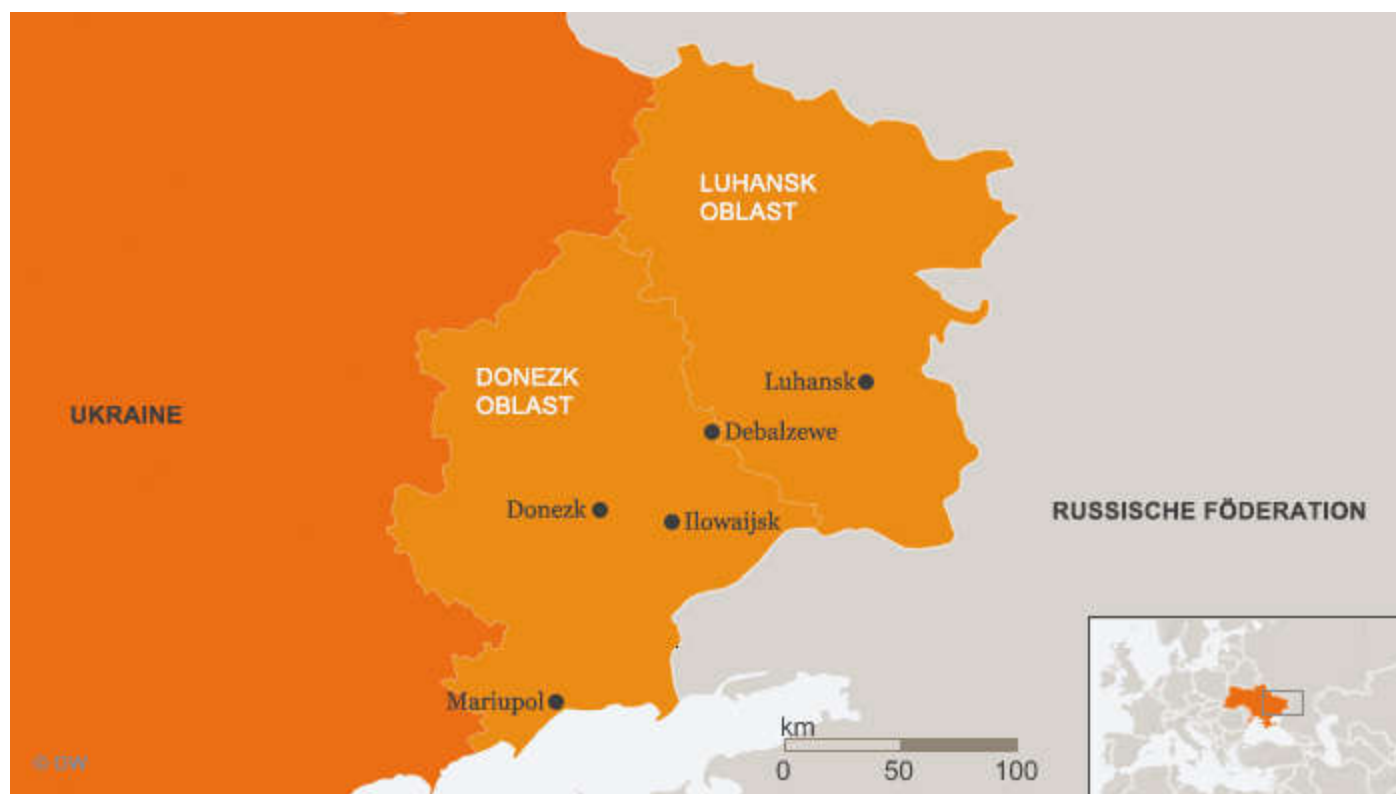 LUHANSK
OBLAST
DONEZK
OBLAST
Luhansk
UKRAINE
Debalzewe
Donezk
Ilowaijsk
RUSSISCHE FÖDERATION
Mariupol
km
0 50 100
© DW